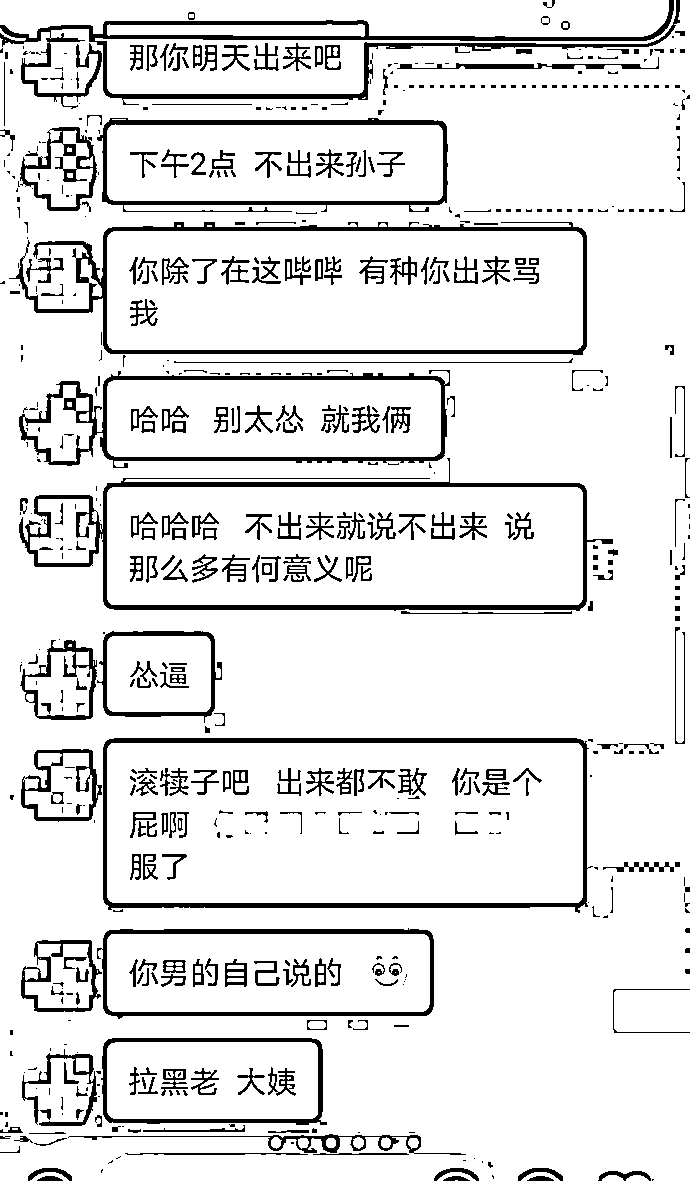 那你明天出来吧
下午2点 不出来孙子
你除了在这哔哔 有种你出来骂
我
哈哈 别太怂 就我俩
哈哈哈 不出来就说不出来 说
那么多有何意义呢
怂逼
滚犊子吧 出来都不敢 你是个
屁啊
服了
你男的自己说的
拉黑老 大姨